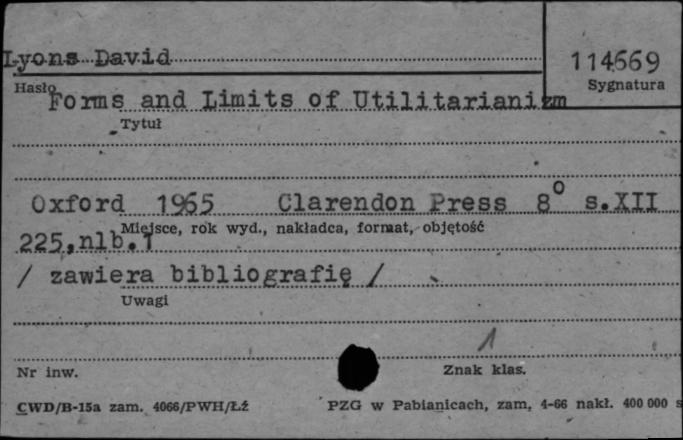 Lyons David
114669
Hasło
Sygnatura
Forms and Limits of Utilitarianizm
Tytuł
Oxford 1965 Clarendon Press 8° s.XII
Miejsce, rok wyd., nakładca, format, objętość
225,nlb.1
/ zawiera bibliografię /
Uwagi
1
Nr inw.
Znak klas.
CWD/B-15a zam. 4066/PWH/Łź
PZG w Pabianicach, zam, 4-66 nakł. 400 000 s